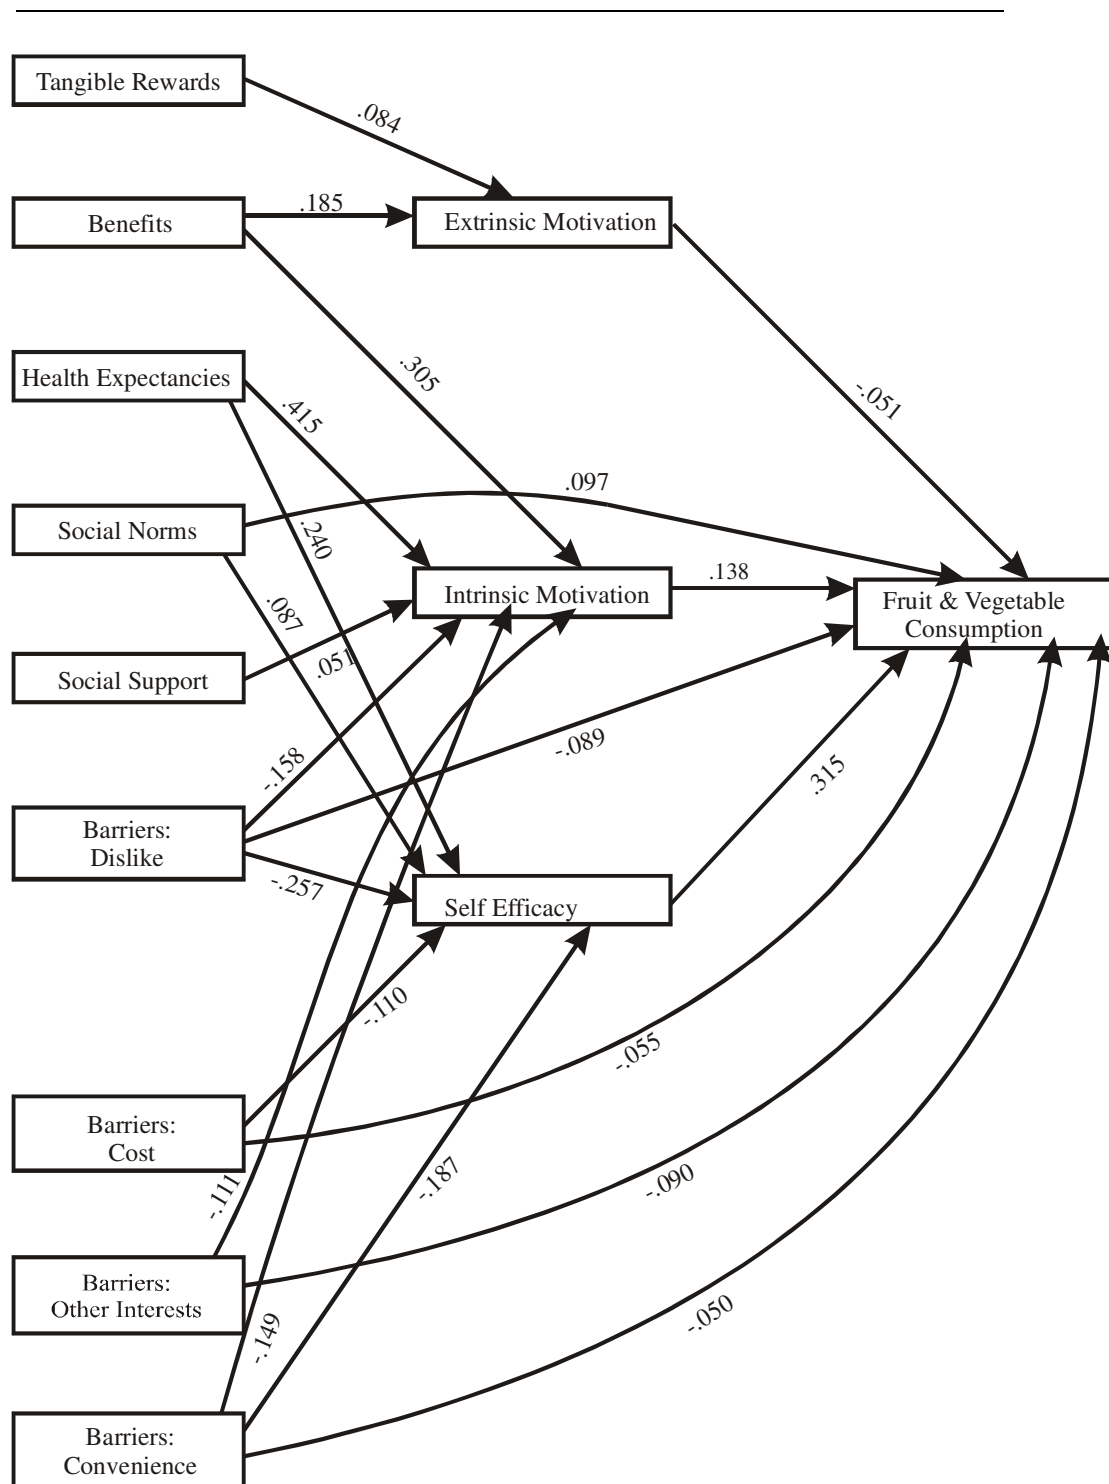 Tangible Rewards
.084
Benefits
.185
Extrinsic Motivation
.305
-.051
Health Expectancies
.415
.240
.097
Social Norms
.087
.138
Intrinsic Motivation
Fruit & Vegetable
Consumption
Social Support
.051
-.158
-.089
.315
Barriers:
Dislike
-.257
Self Efficacy
-.110
-.055
Barriers:
Cost
-.111
-.187
-.090
Barriers:
Other Interests
-.149
-.050
Barriers:
Convenience